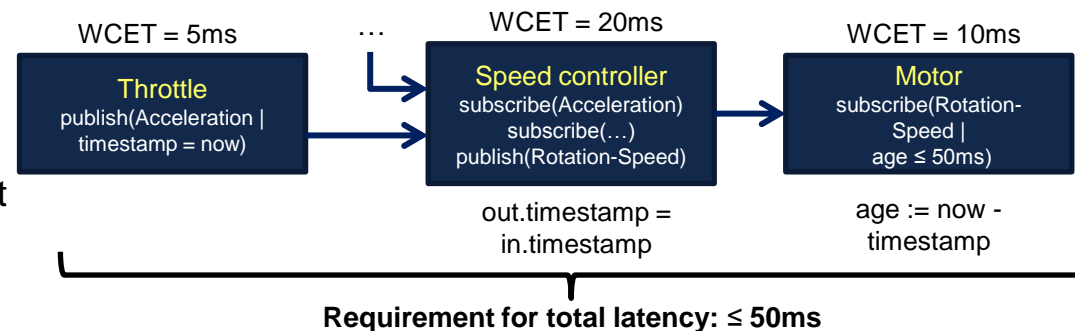 WCET = 5ms
Throttle
publish(Acceleration |
timestamp = now)
…
WCET = 20ms
Speed controller
subscribe(Acceleration)
subscribe(…)
publish(Rotation-Speed)
out.timestamp =
in.timestamp
WCET = 10ms
Motor
subscribe(Rotation-
Speed |
age ≤ 50ms)
age := now -
timestamp
t
Requirement for total latency: ≤ 50ms